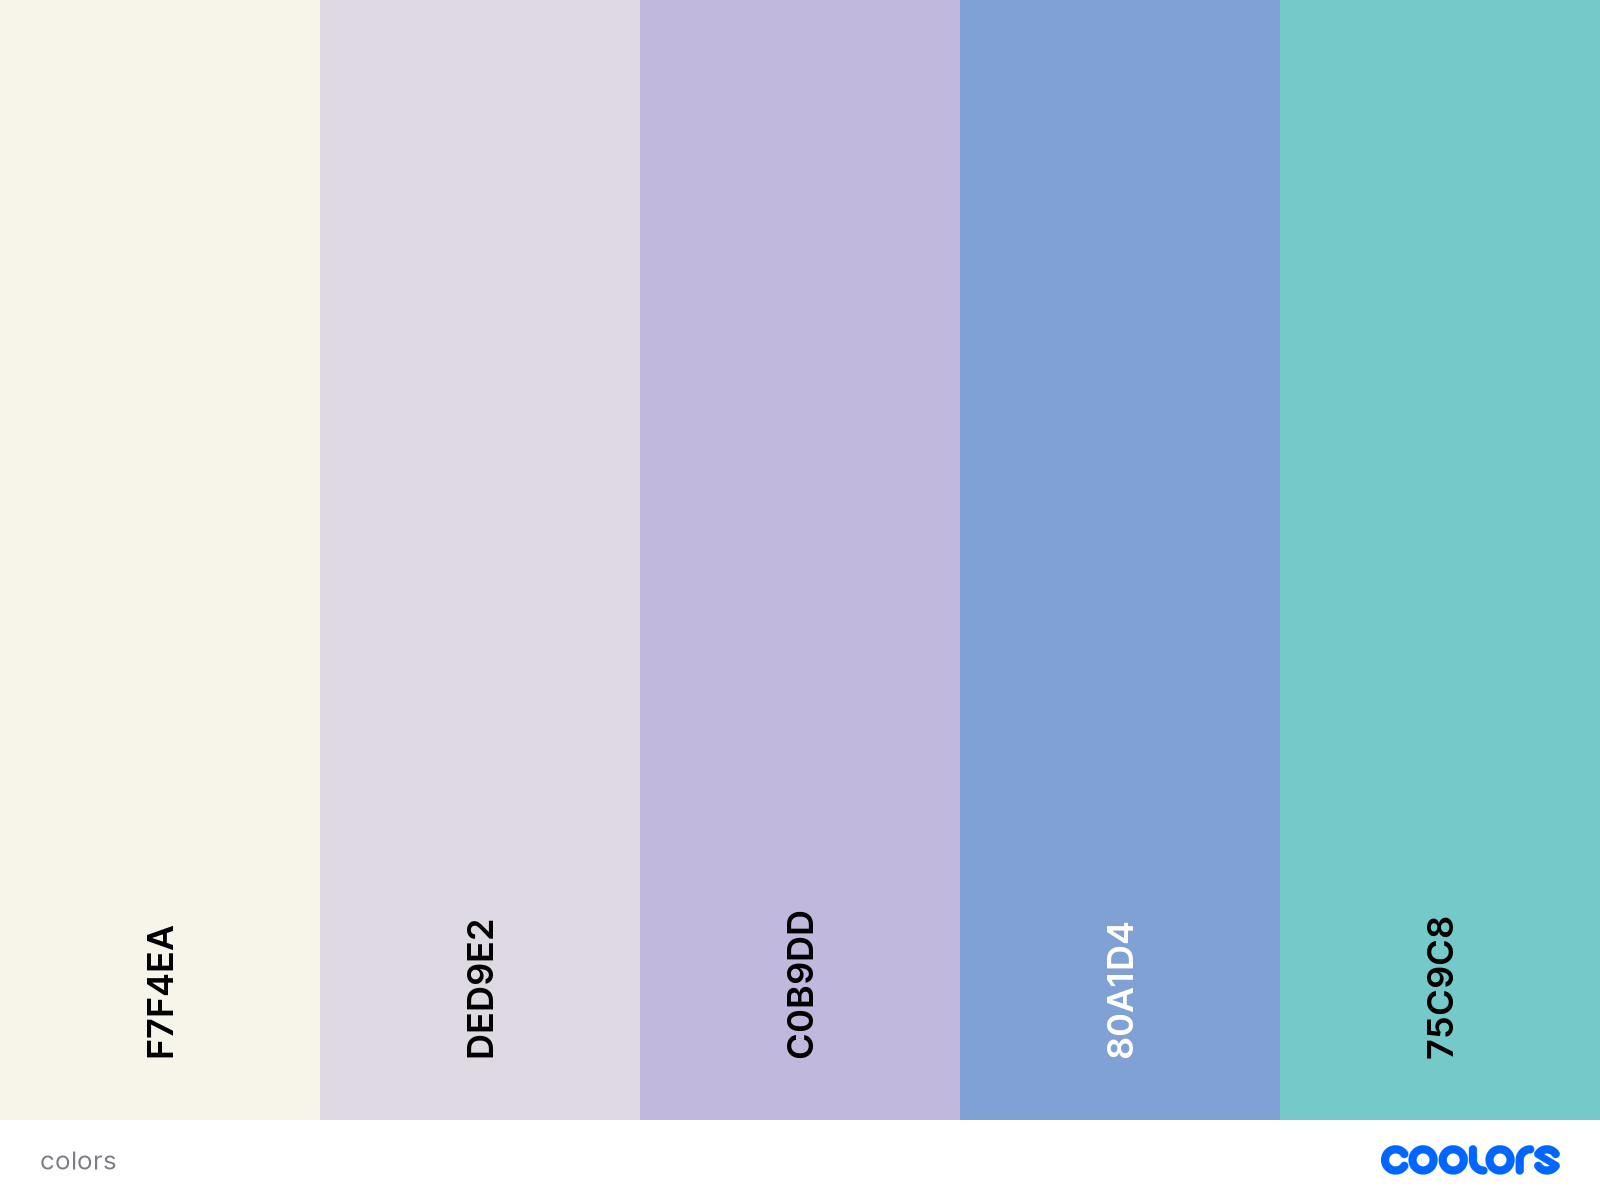 F7F4EA
DED9E2
C0B9DD
80A1D4
75C9C8
colors
coolors